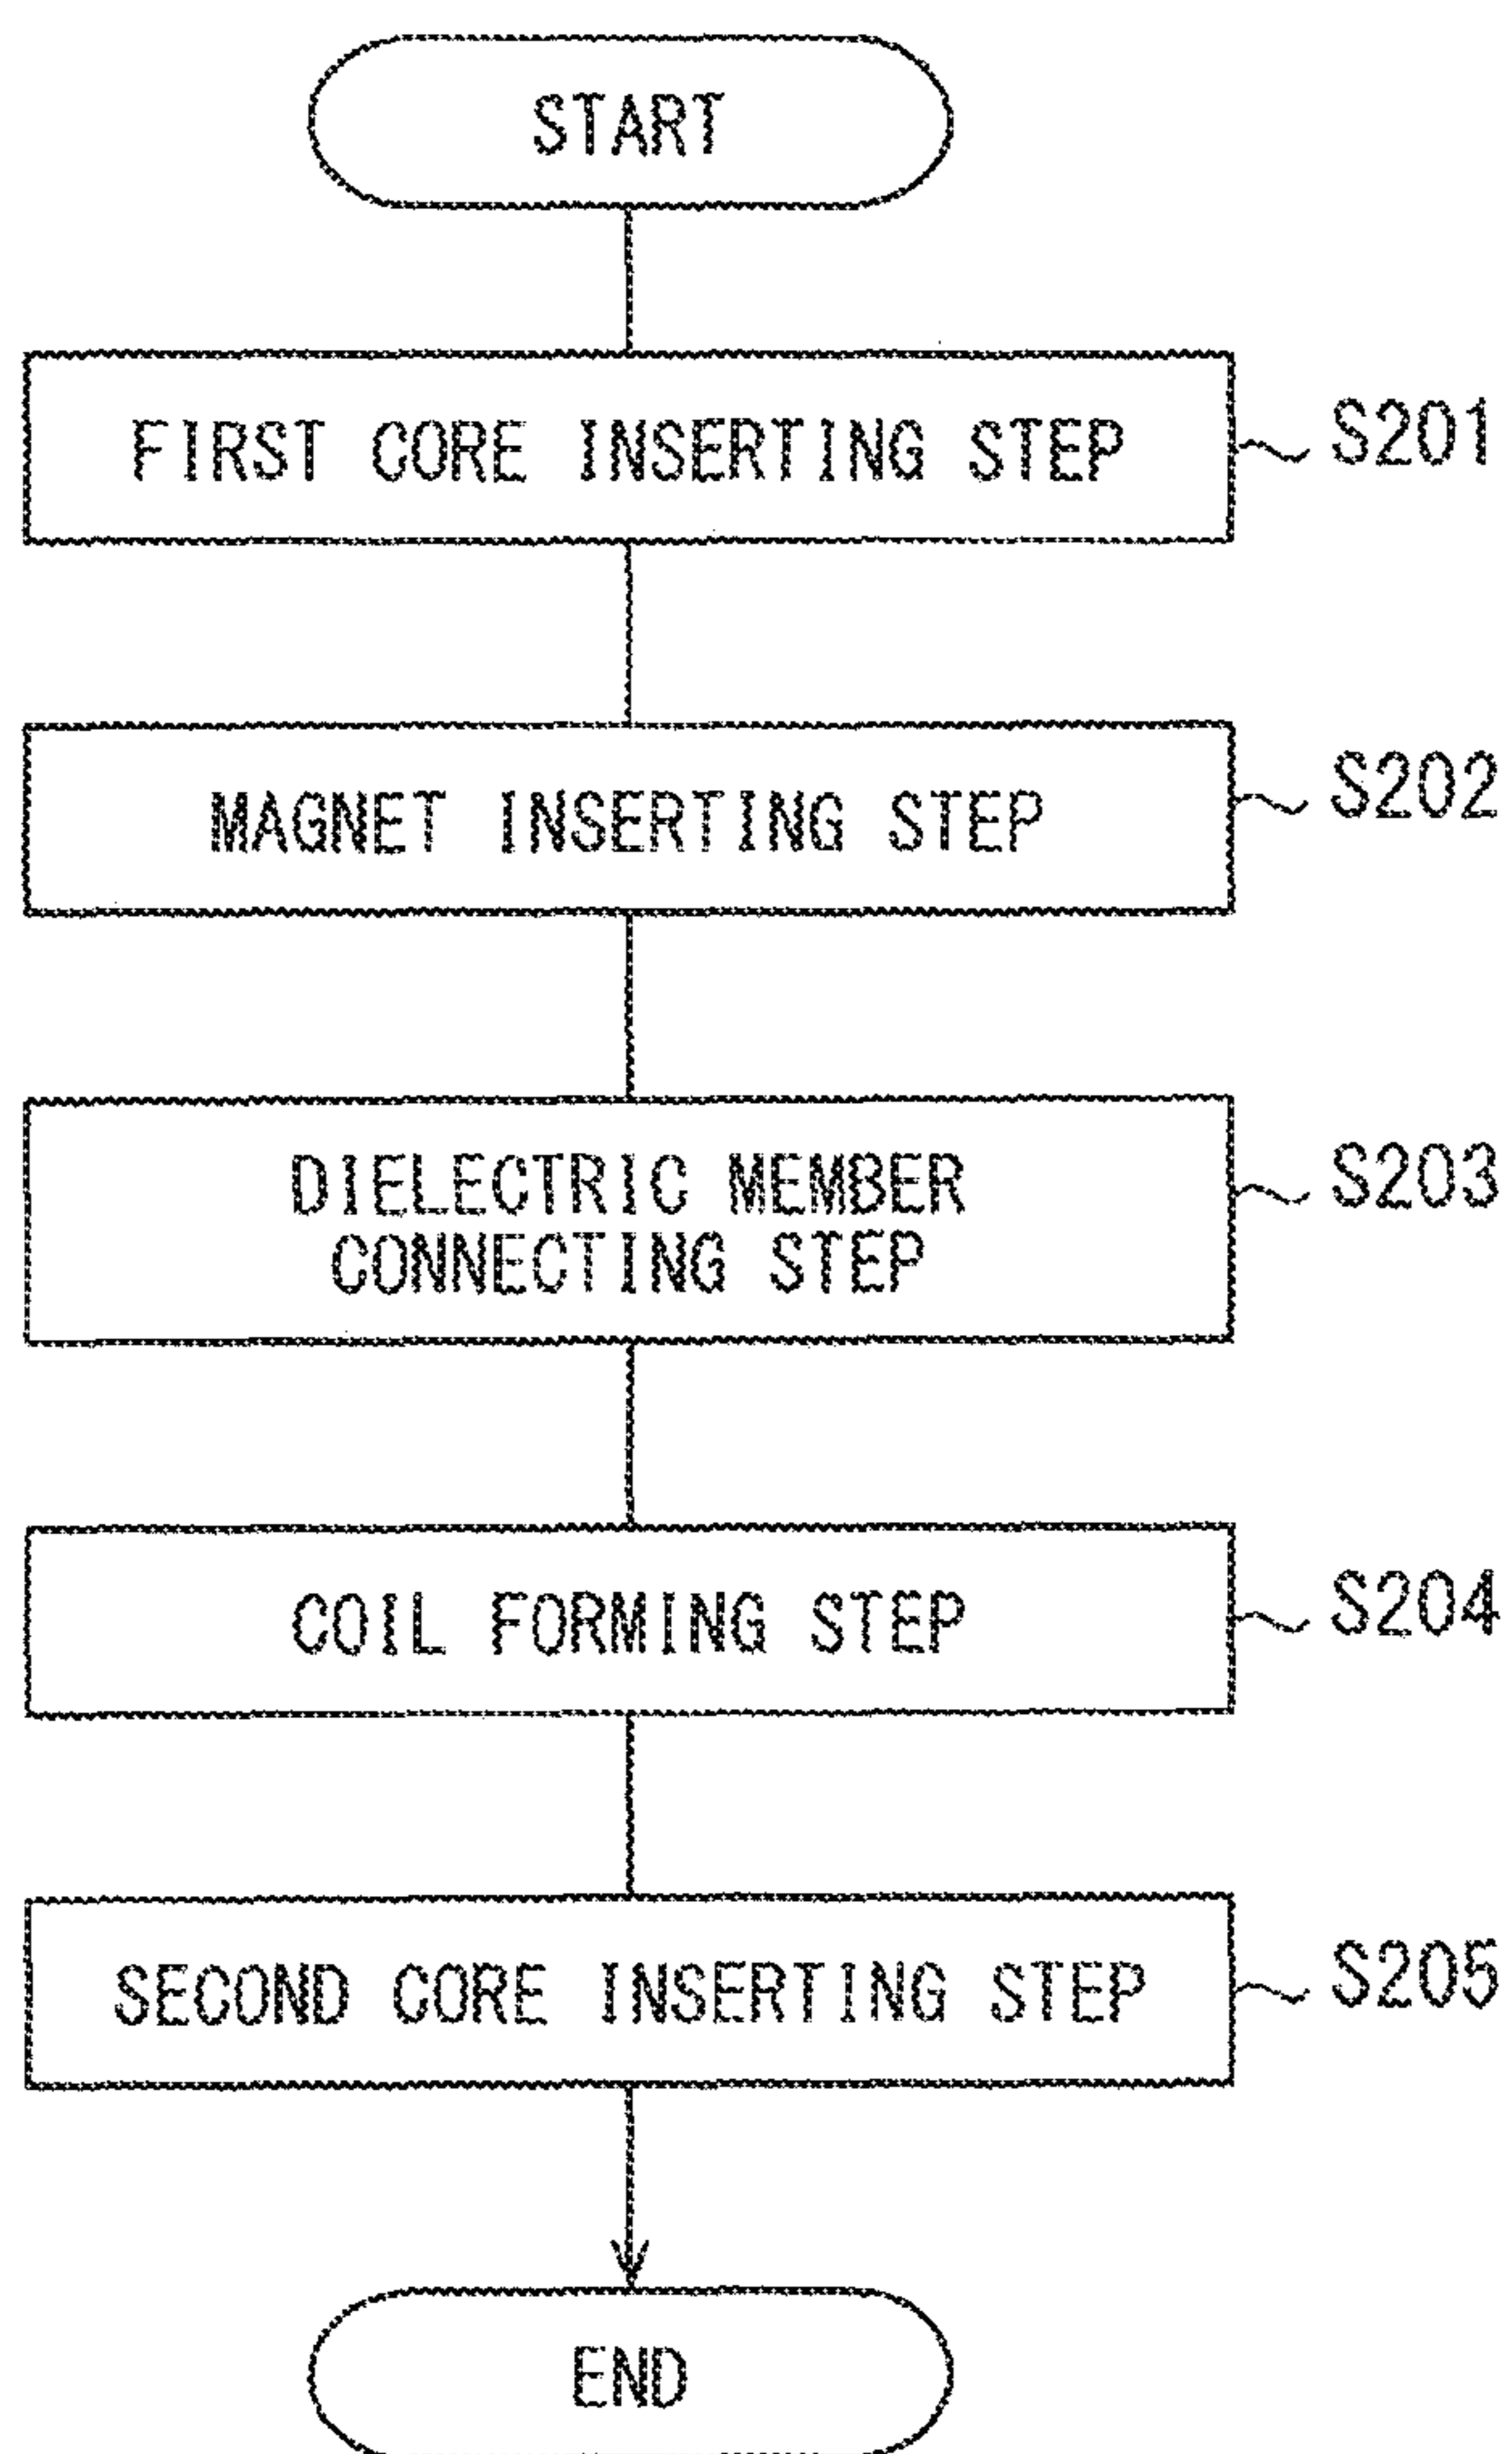 START
FIRST CORE INSERTING STEP
S201
MAGNET INSERTING STEP
S202
DIELECTRIC MEMBER
CONNECTING STEP
S203
COIL FORMING STEP
S204
SECOND CORE INSERTING STEP
S205
END